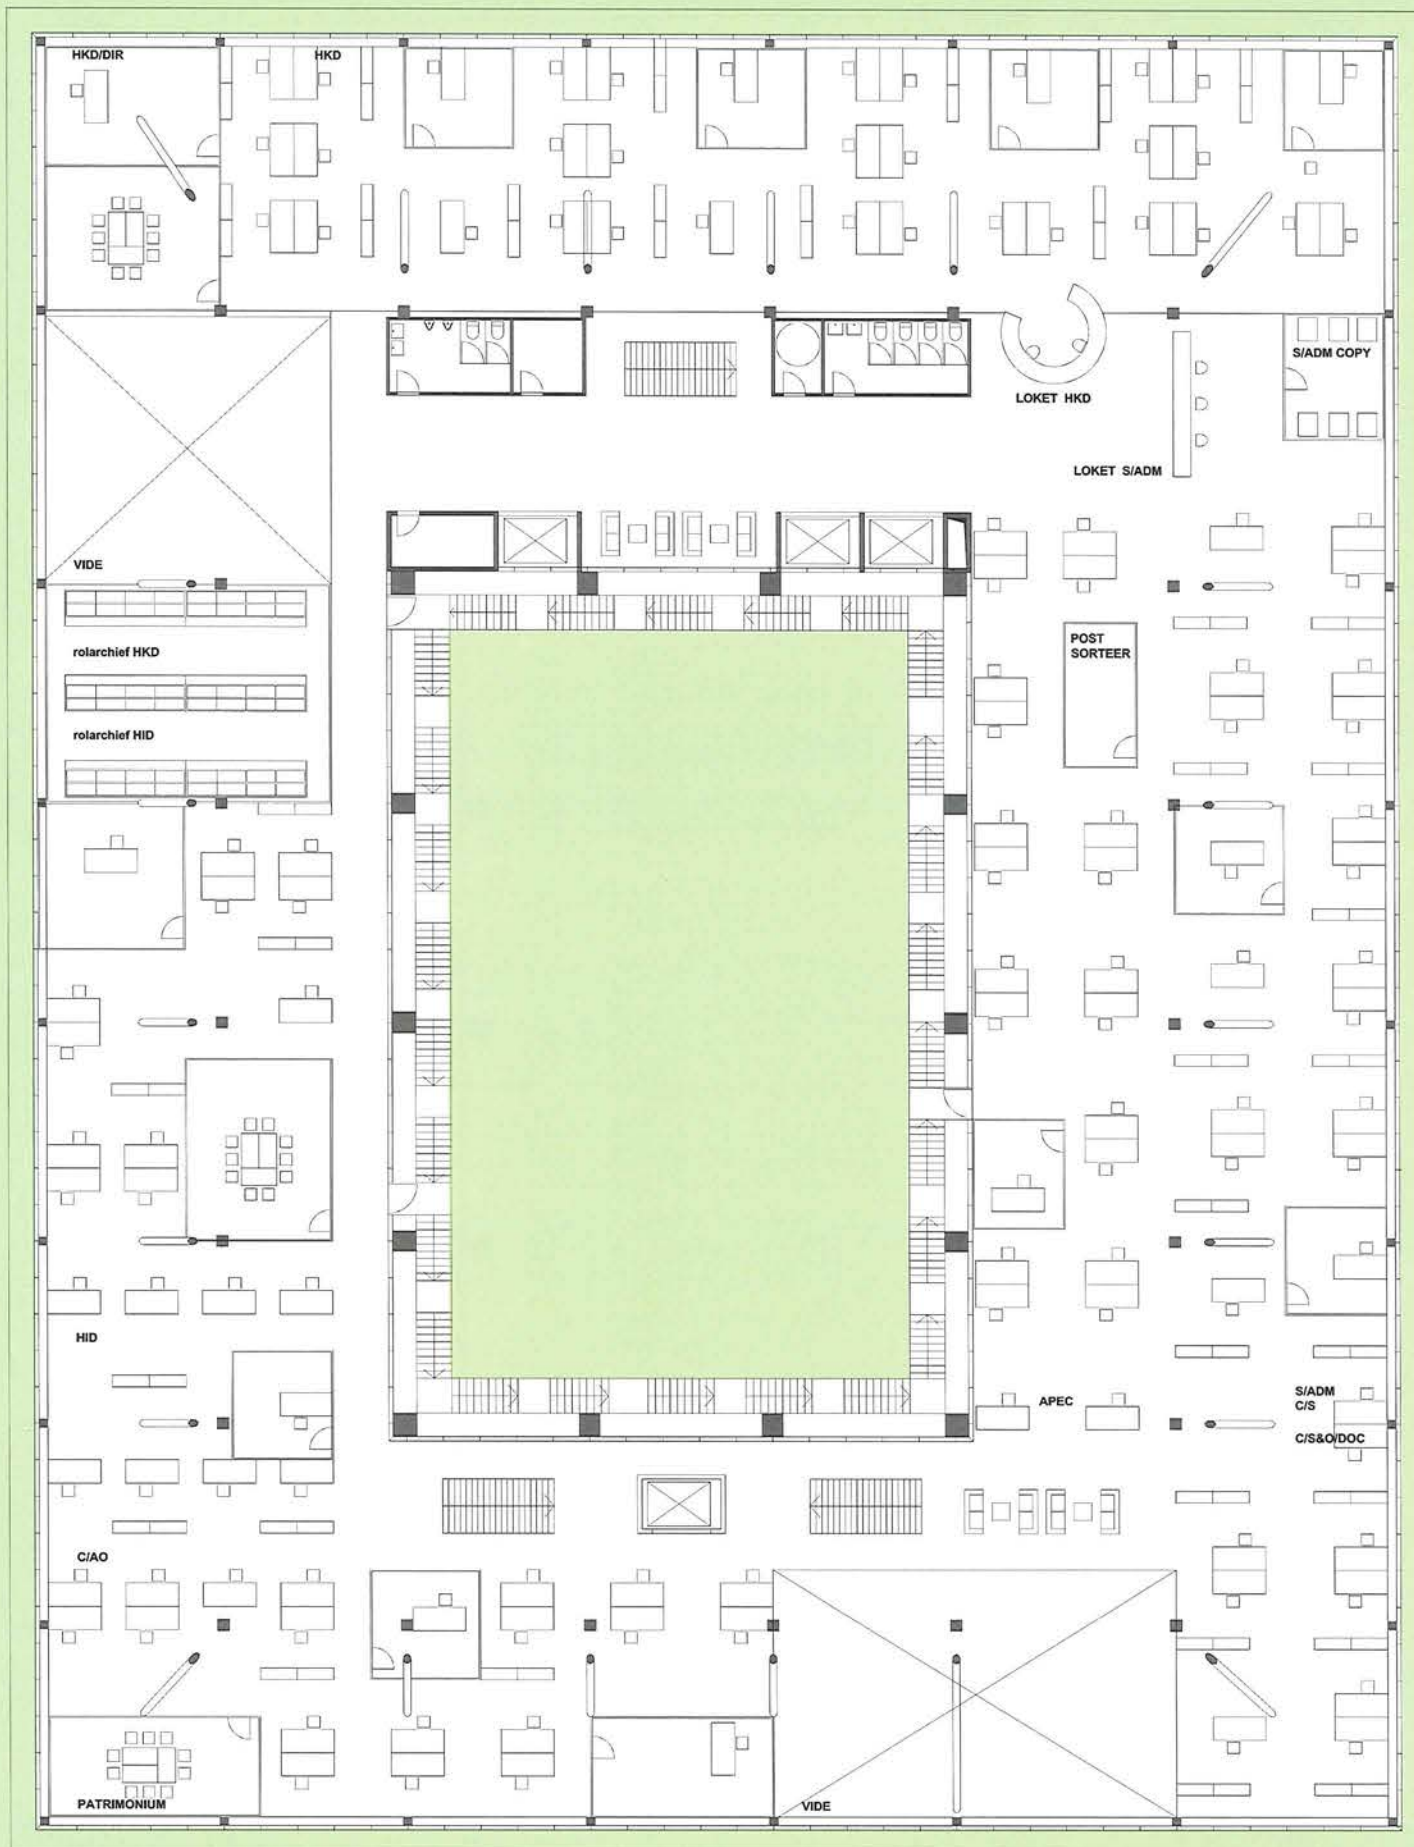 HKD/DIR
HKD
S/ADM COPY
LOKET HKD
LOKET S/ADM
VIDE
rolarchief HKD
POST
SORTEER
rolarchief HID
HID
S/ADM
C/S
APEC
C/S&O/DOC
C/AO
PATRIMONIUM
VIDE